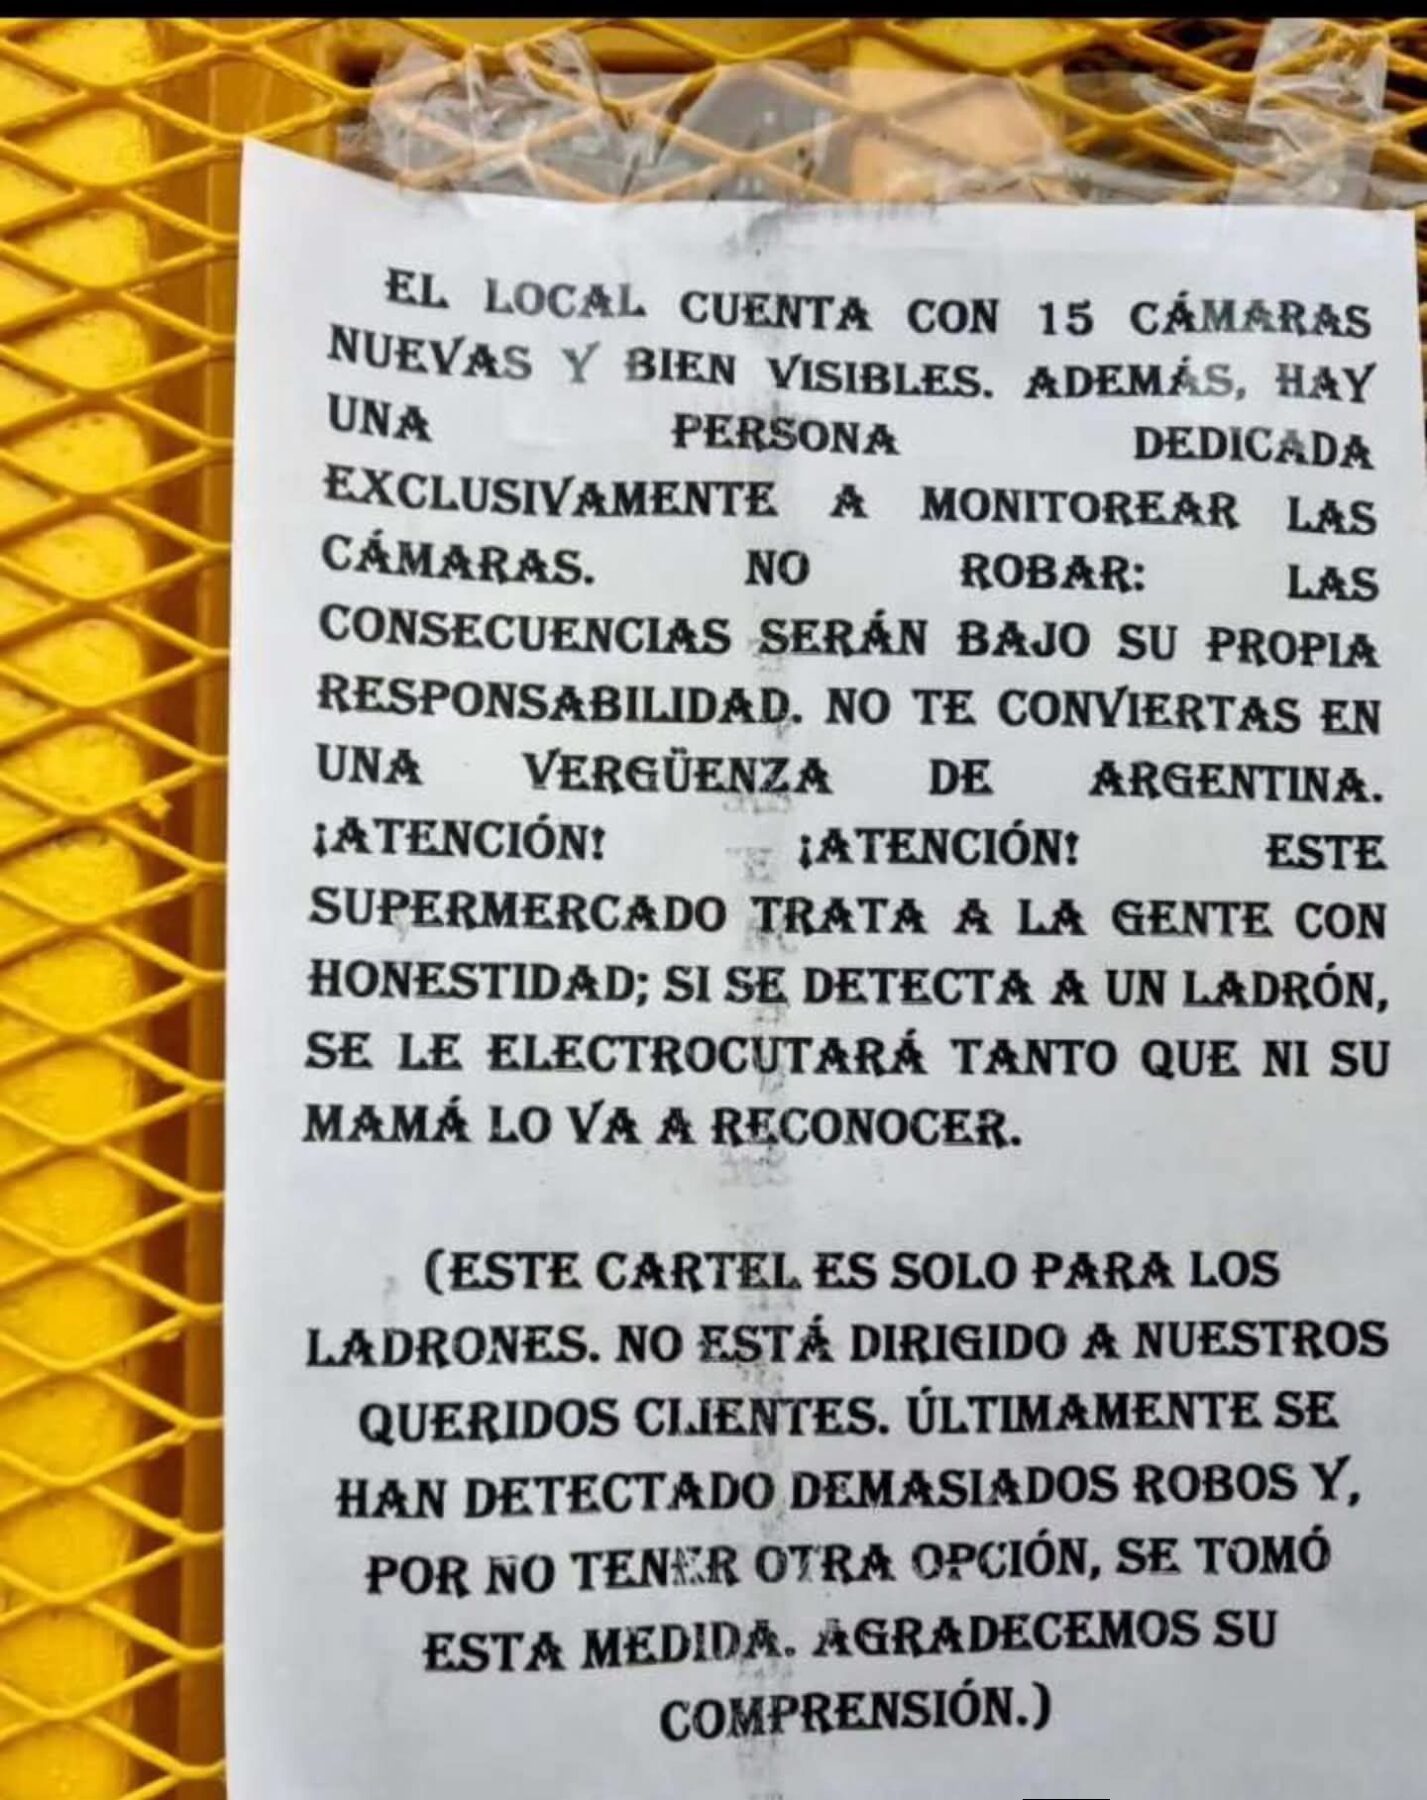 EL LOCAL CUENTA CON 15 CÁMARAS
NUEVAS Y BIEN VISIBLES. ADEMÁS, HAY
UNA PERSONA DEDICADA
EXCLUSIVAMENTE A MONITOREAR LAS
CÁMARAS. NO ROBAR: LAS
CONSECUENCIAS SERÁN BAJO SU PROPIA
RESPONSABILIDAD. NO TE CONVIERTAS EN
UNA VERGÜENZA DE ARGENTINA.
¡ATENCIÓN! ¡ATENCIÓN! ESTE
SUPERMERCADO TRATA A LA GENTE CON
HONESTIDAD; SI SE DETECTA A UN LADRÓN,
SE LE ELECTROCUTARÁ TANTO QUE NI SU
MAMÁ LO VA A RECONOCER.
(ESTE CARTEL ES SOLO PARA LOS
LADRONES. NO ESTÁ DIRIGIDO A NUESTROS
QUERIDOS CLIENTES. ÚLTIMAMENTE SE
HAN DETECTADO DEMASIADOS ROBOS Y,
POR NO TENER OTRA OPCIÓN, SE TOMÓ
ESTA MEDIDA. AGRADECEMOS SU
COMPRENSIÓN.)